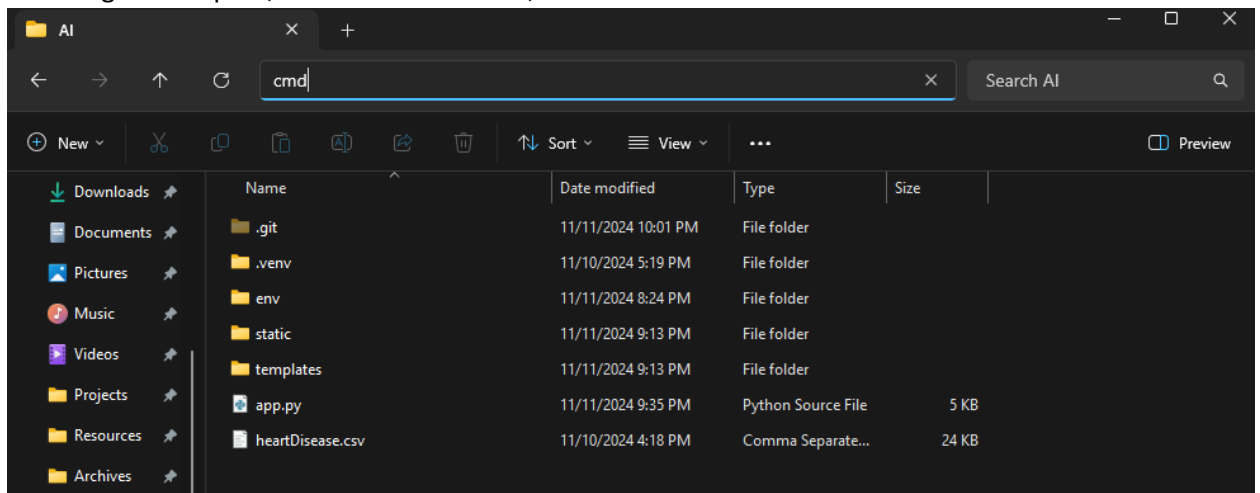 AI
cmd
Search AI
New
Sort
View
Preview
Name Date modified Type Size
Downloads
Documents
Pictures
Music
Videos
Projects
Resources
Archives
.git 11/11/2024 10:01 PM File folder
.venv 11/10/2024 5:19 PM File folder
env 11/11/2024 8:24 PM File folder
static 11/11/2024 9:13 PM File folder
templates 11/11/2024 9:13 PM File folder
app.py 11/11/2024 9:35 PM Python Source File 5 KB
heartDisease.csv 11/10/2024 4:18 PM Comma Separate... 24 KB